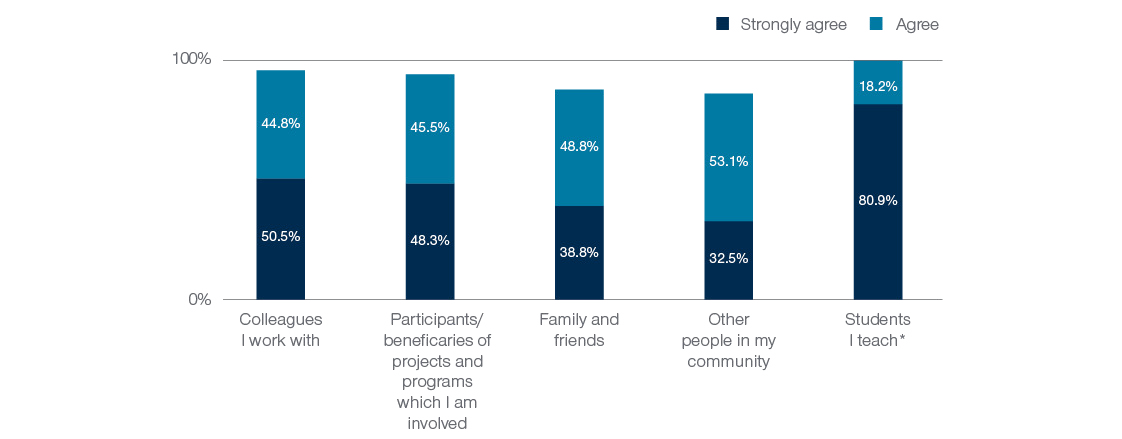 Strongly agree
Agree
100%
0%
44.8%
50.5%
45.5%
48.3%
48.8%
38.8%
53.1%
32.5%
18.2%
80.9%
Colleagues
I work with
Participants/
beneficaries of
projects and
programs
which I am
involved
Family and
friends
Other
people in my
community
Students
I teach*